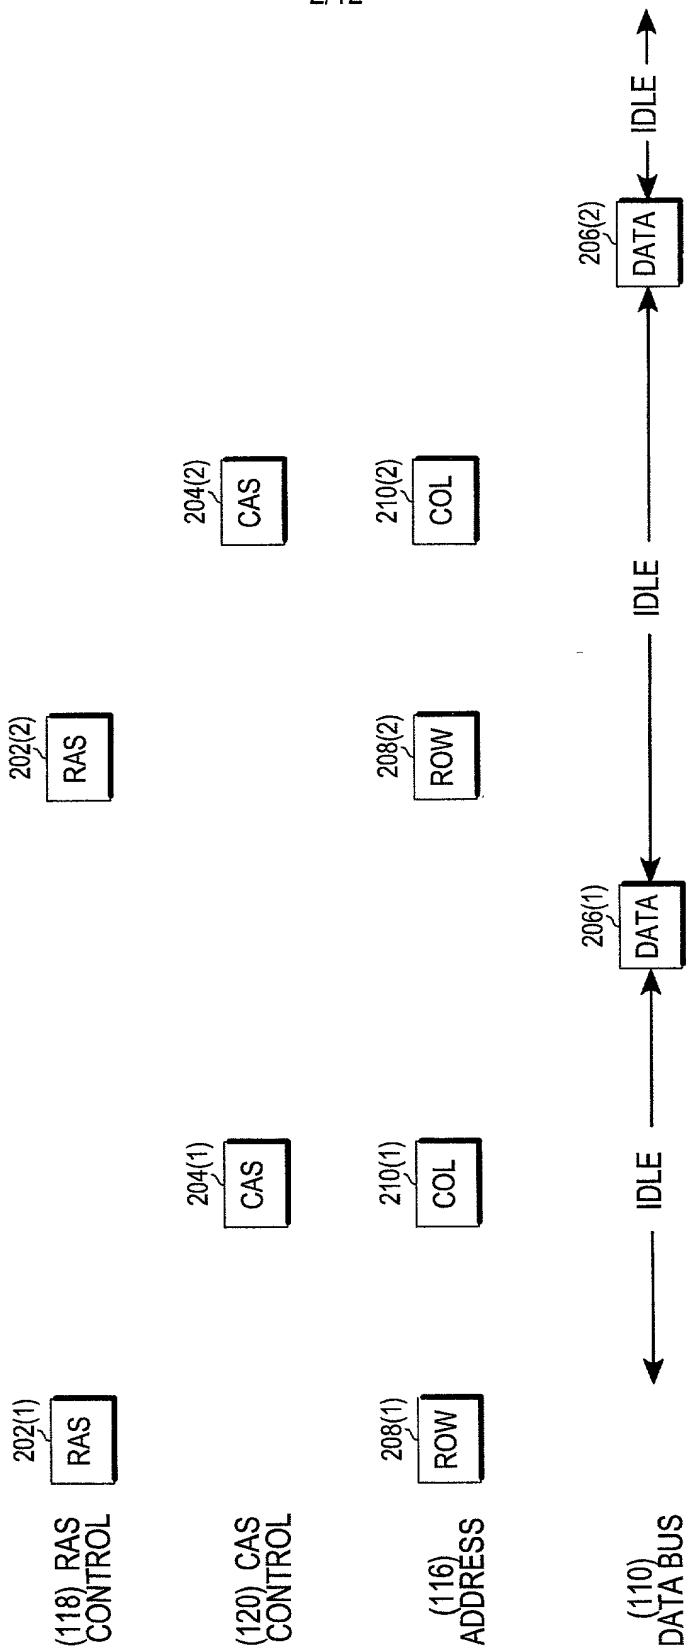 2/12
(118) RAS
CONTROL
202(1)
RAS
202(2)
RAS
(120) CAS
CONTROL
204(1)
CAS
204(2)
CAS
(116)
ADDRESS
208(1)
ROW
210(1)
COL
208(2)
ROW
210(2)
COL
(110)
DATA BUS
IDLE
206(1)
DATA
IDLE
206(2)
DATA
IDLE